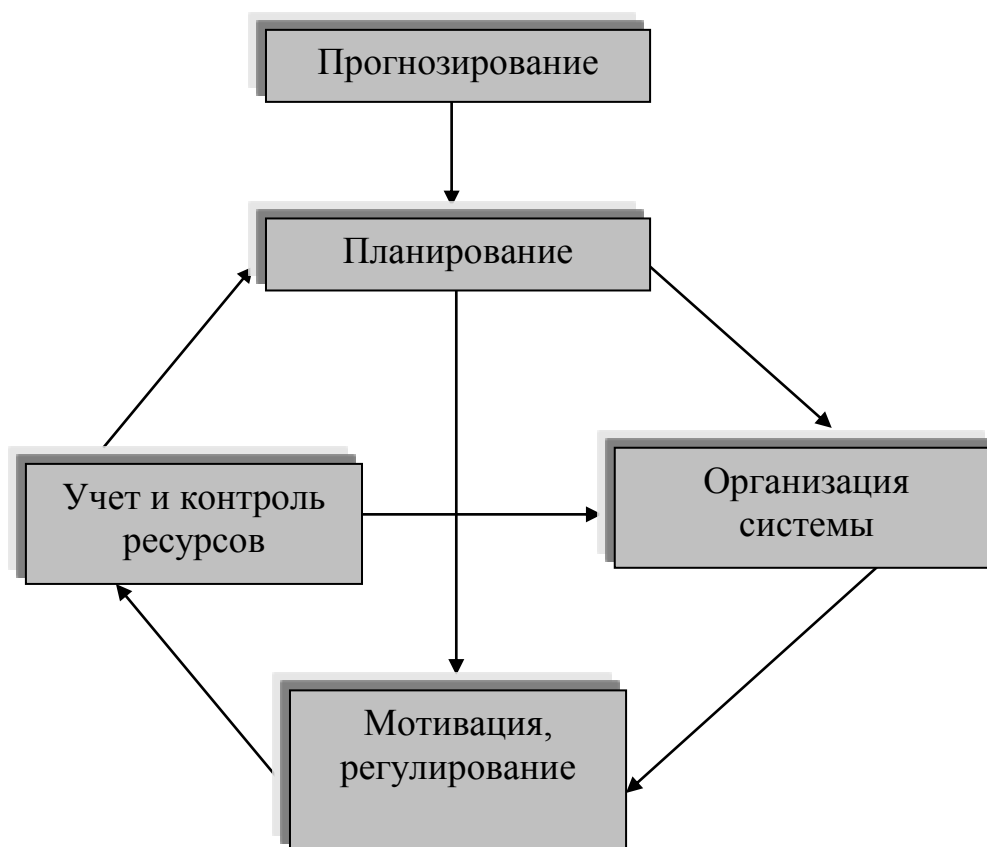 Прогнозирование
Планирование
Учет и контроль
ресурсов
Организация
системы
Мотивация,
регулирование